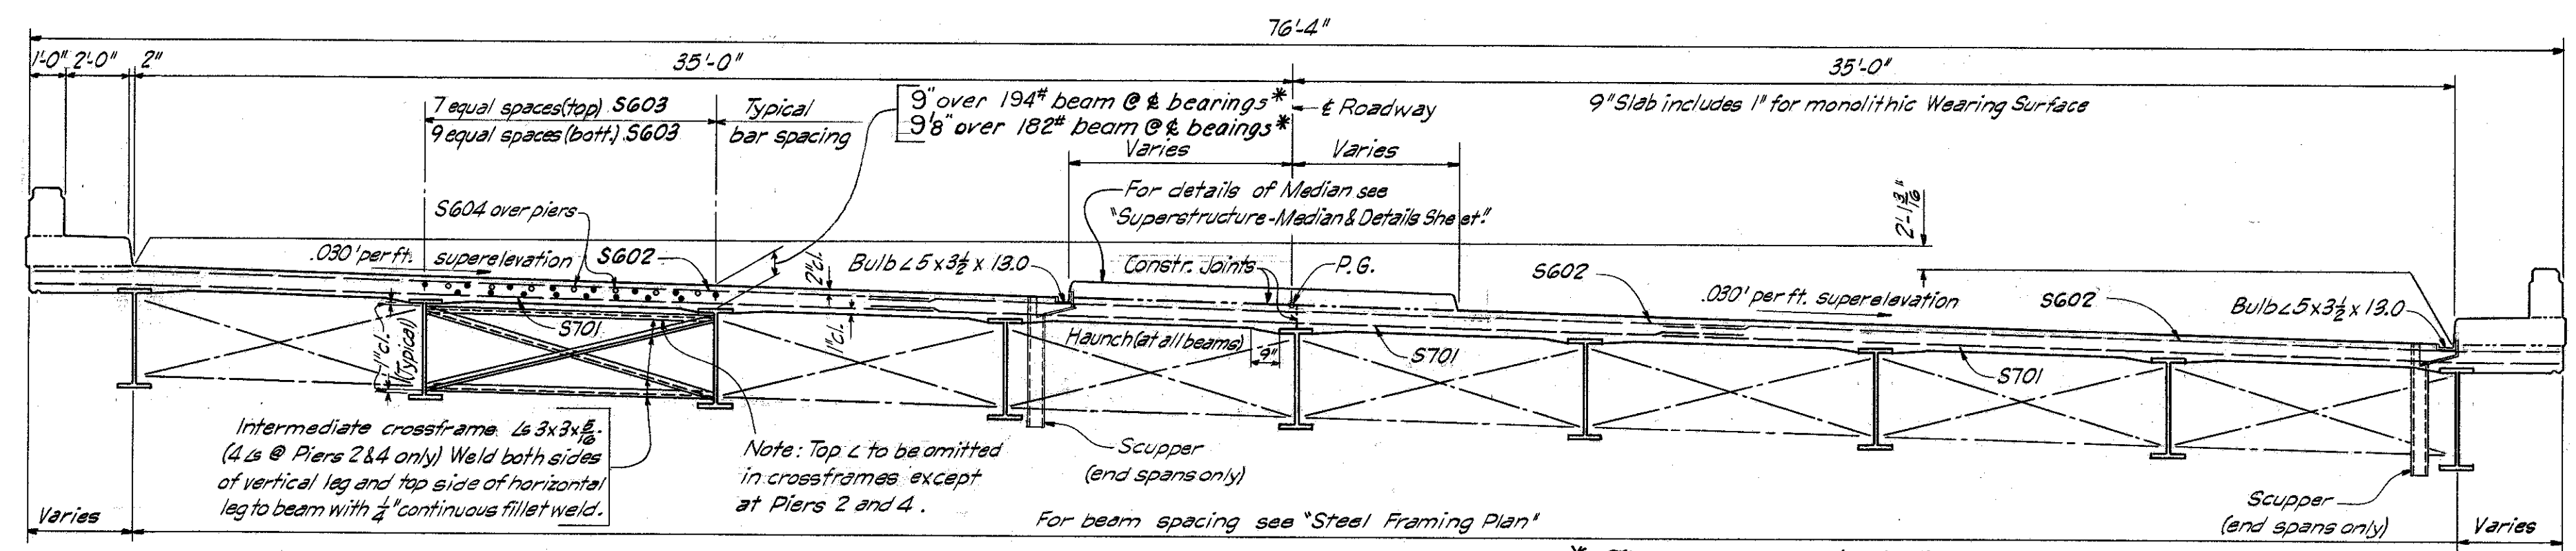 76'-4"
1'-0" 2'-0" 2" 35'-0" 35'-0"
7 equal spaces (top) S603
9 equal spaces (bott.) S603
Typical
bar spacing
9" over 194# beam @ ℄ bearings*
9⅛" over 182# beam @ ℄ beaings*
℄ Roadway
9" Slab includes 1" for monolithic Wearing Surface
Varies Varies
For details of Median see
"Superstructure-Median & Details Sheet."
2'-1 3/16"
S604 over piers
.030' per ft. superelevation S602
2" cl.
Bulb ∠ 5 x 3½ x 13.0
Constr. Joints
P.G.
S602
.030' per ft. superelevation
S602
Bulb ∠ 5 x 3½ x 13.0
1" cl.
(Typical)
S701
1" cl.
Haunch (at all beams)
9"
S701
S701
Intermediate crossframe ∠s 3x3x5/16.
(4 ∠s @ Piers 2 & 4 only) Weld both sides
of vertical leg and top side of horizontal
leg to beam with ¼" continuous fillet weld.
Note: Top ∠ to be omitted
in crossframes except
at Piers 2 and 4.
Scupper
(end spans only)
Scupper
(end spans only)
Varies
For beam spacing see "Steel Framing Plan"
Varies
*